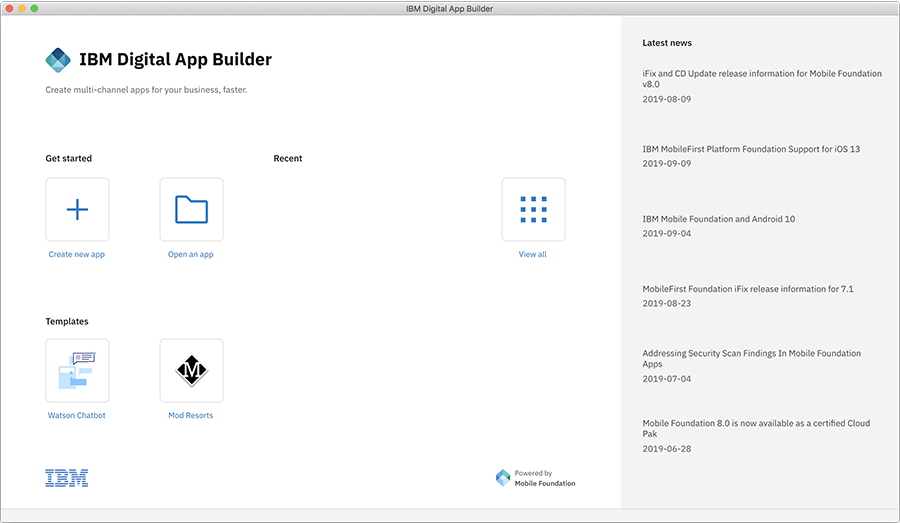 IBM Digital App Builder
IBM Digital App Builder
Create multi-channel apps for your business, faster.
Get started
Recent
Create new app
Open an app
View all
Templates
M
Watson Chatbot
Mod Resorts
IBM
Powered by
Mobile Foundation
Latest news
iFix and CD Update release information for Mobile Foundation
v8.0
2019-08-09
IBM MobileFirst Platform Foundation Support for iOS 13
2019-09-09
IBM Mobile Foundation and Android 10
2019-09-04
MobileFirst Foundation iFix release information for 7.1
2019-08-23
Addressing Security Scan Findings In Mobile Foundation
Apps
2019-07-04
Mobile Foundation 8.0 is now available as a certified Cloud
Pak
2019-06-28